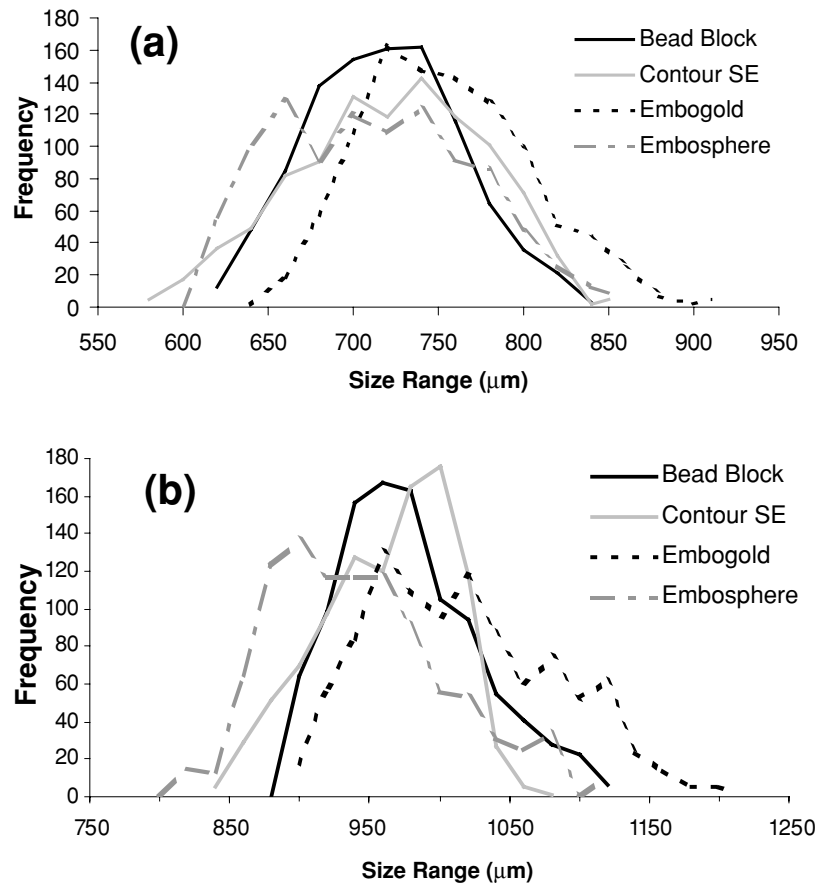 (a)
Bead Block
Contour SE
Embogold
Embosphere
Frequency
180
160
140
120
100
80
60
40
20
0
550 600 650 700 750 800 850 900 950
Size Range (μm)
(b)
Bead Block
Contour SE
Embogold
Embosphere
Frequency
180
160
140
120
100
80
60
40
20
0
750 850 950 1050 1150 1250
Size Range (μm)